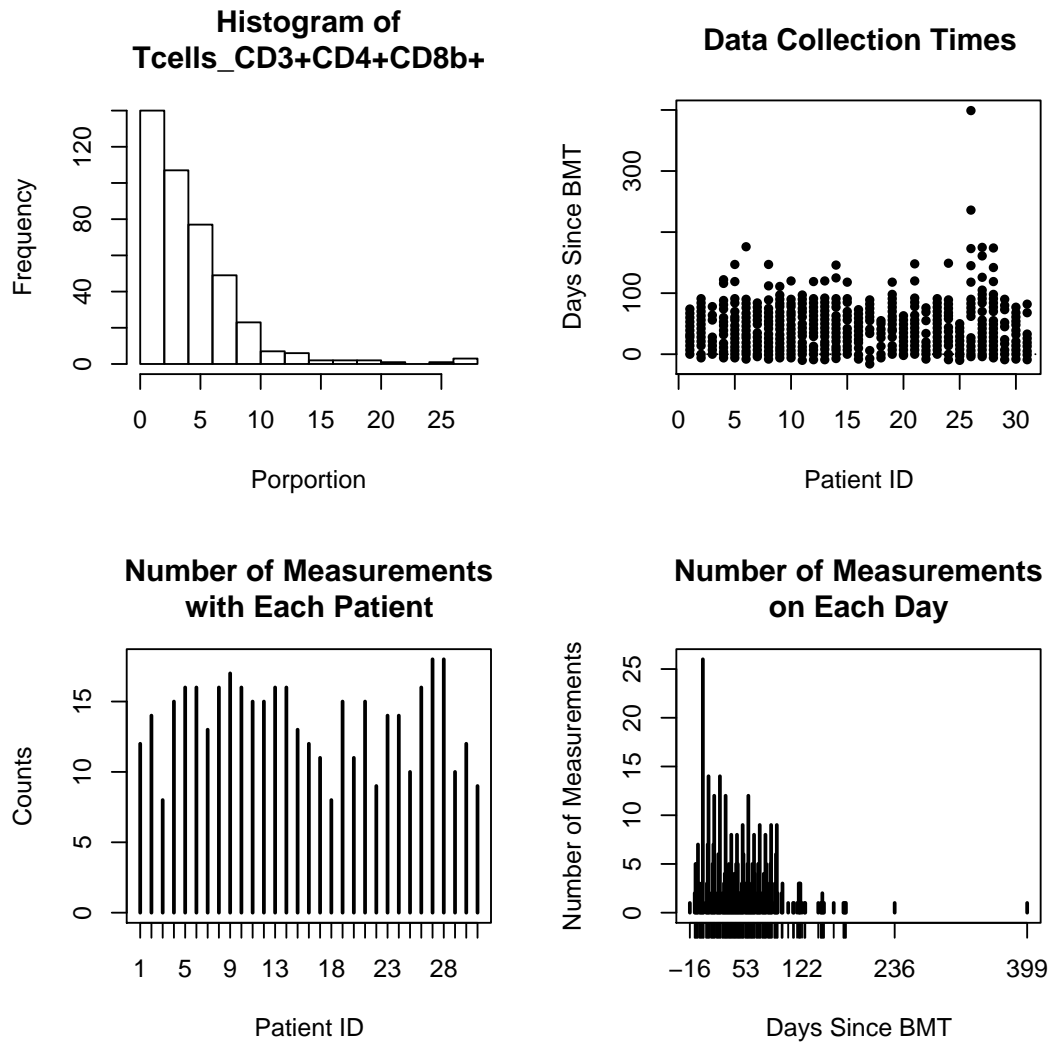 Histogram of
Tcells_CD3+CD4+CD8b+
Frequency
0 40 80 120
0 5 10 15 20 25
Porportion
Data Collection Times
Days Since BMT
0 100 300
0 5 10 15 20 25 30
Patient ID
Number of Measurements
with Each Patient
Counts
0 5 10 15
1 5 9 13 18 23 28
Patient ID
Number of Measurements
on Each Day
Number of Measurements
0 5 10 15 20 25
−16 53 122 236 399
Days Since BMT